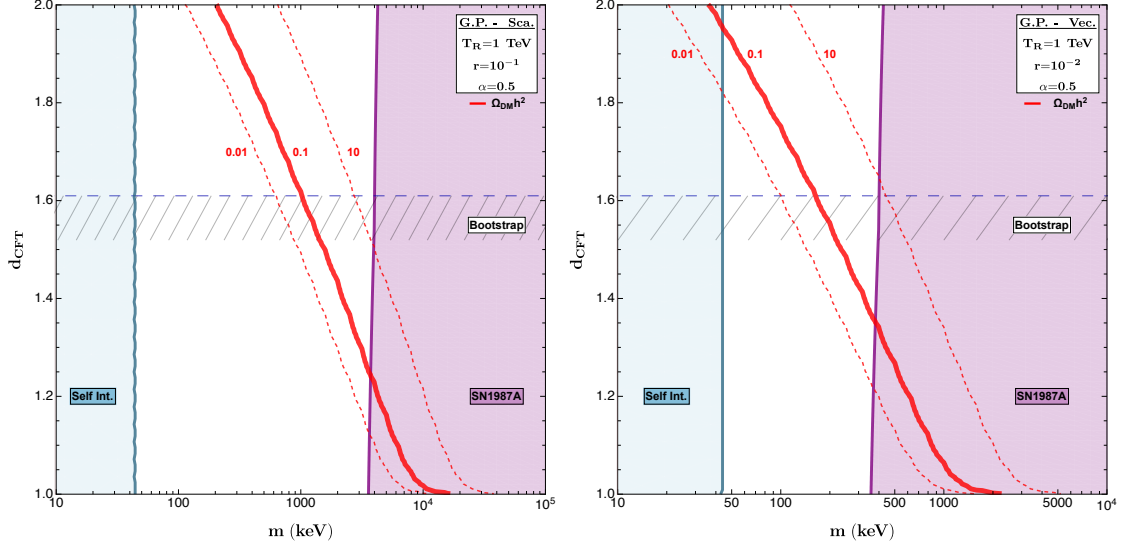 2.0
1.8
1.6
1.4
1.2
1.0
d_CFT
10
100
1000
10^4
10^5
m (keV)
G.P. - Sca.
T_R=1 TeV
r=10^-1
α=0.5
Ω_DM h^2
0.01
0.1
10
Bootstrap
Self Int.
SN1987A
2.0
1.8
1.6
1.4
1.2
1.0
d_CFT
10
50
100
500
1000
5000
10^4
m (keV)
G.P. - Vec.
T_R=1 TeV
r=10^-2
α=0.5
Ω_DM h^2
0.01
0.1
10
Bootstrap
Self Int.
SN1987A